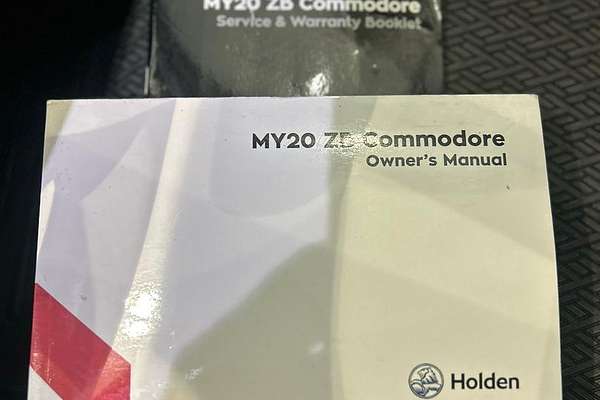 MY20 ZB Commodore
Service & Warranty Booklet
MY20 ZB Commodore
Owner's Manual
Holden